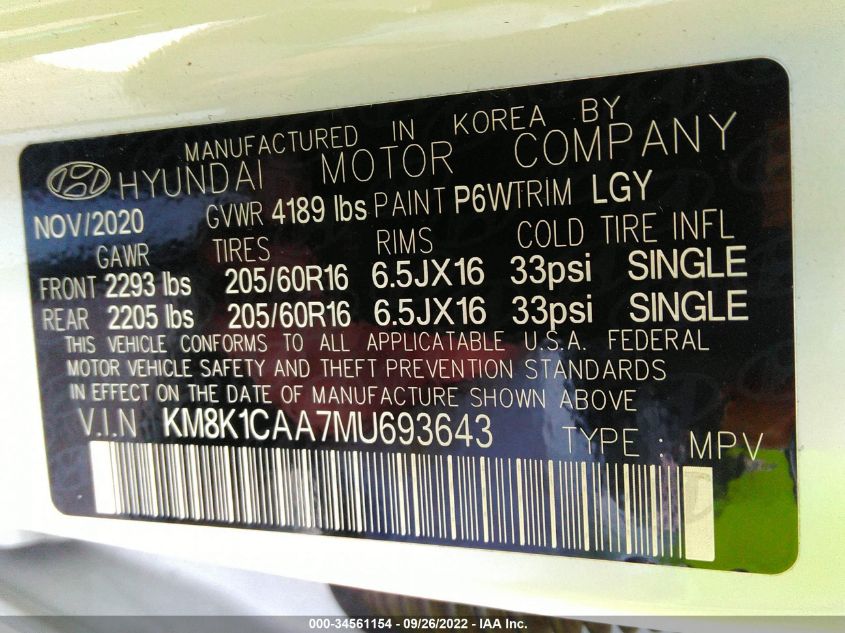 MANUFACTURED IN KOREA BY
HYUNDAI MOTOR COMPANY
NOV/2020 GVWR 4189 lbs PAINT P6W TRIM LGY
GAWR TIRES RIMS COLD TIRE INFL
FRONT 2293 lbs 205/60R16 6.5JX16 33psi SINGLE
REAR 2205 lbs 205/60R16 6.5JX16 33psi SINGLE
THIS VEHICLE CONFORMS TO ALL APPLICATABLE U.S.A. FEDERAL
MOTOR VEHICLE SAFETY AND THEFT PREVENTION STANDARDS
IN EFFECT ON THE DATE OF MANUFACTURE SHOWN ABOVE
V.I.N KM8K1CAA7MU693643 TYPE : MPV
000-34561154 - 09/26/2022 - IAA Inc.